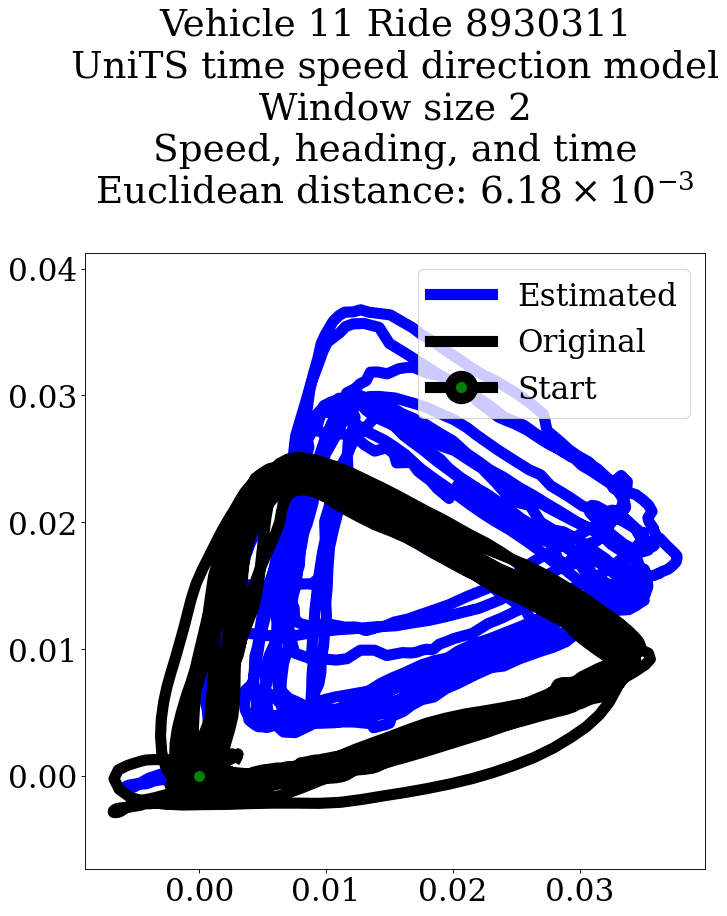 Vehicle 11 Ride 8930311
UniTS time speed direction model
Window size 2
Speed, heading, and time
Euclidean distance: 6.18 × 10⁻³
0.04
0.03
0.02
0.01
0.00
Estimated
Original
Start
0.00 0.01 0.02 0.03